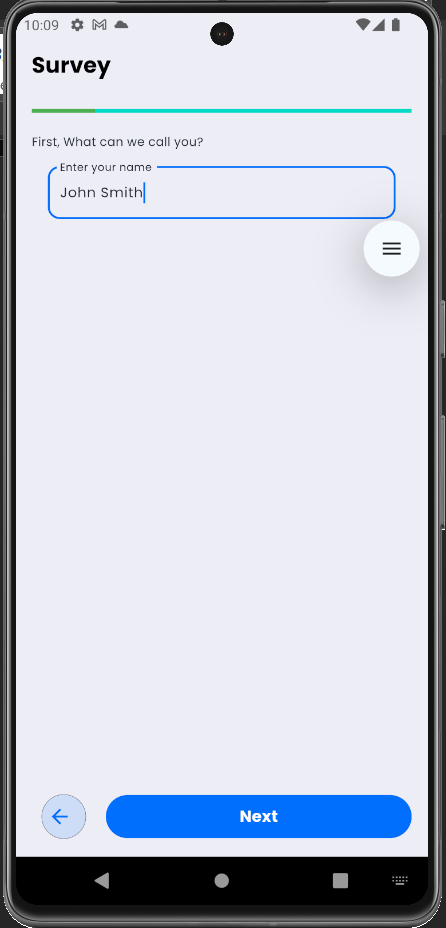 10:09
Survey
First, What can we call you?
Enter your name
John Smith
Next